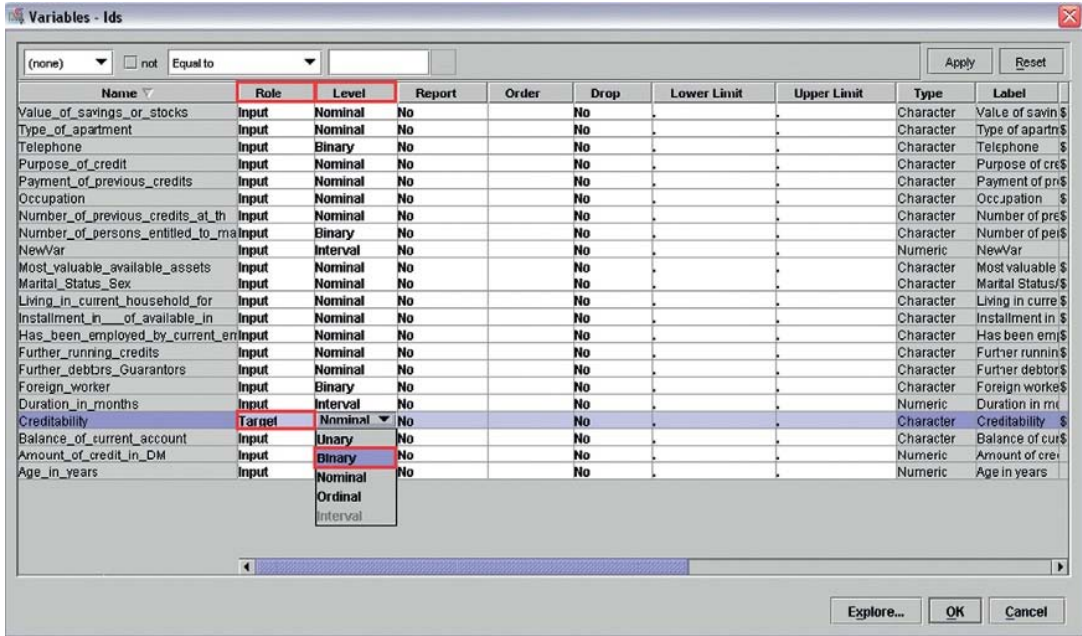 Variables - Ids
(none) not Equal to Apply Reset
Name Role Level Report Order Drop Lower Limit Upper Limit Type Label
Value_of_savings_or_stocks Input Nominal No No . . Character Value of savin $
Type_of_apartment Input Nominal No No . . Character Type of apartm $
Telephone Input Binary No No . . Character Telephone $
Purpose_of_credit Input Nominal No No . . Character Purpose of cre $
Payment_of_previous_credits Input Nominal No No . . Character Payment of pre $
Occupation Input Nominal No No . . Character Occupation $
Number_of_previous_credits_at_th Input Nominal No No . . Character Number of pre $
Number_of_persons_entitled_to_ma Input Binary No No . . Character Number of per $
NewVar Input Interval No No . . Numeric NewVar
Most_valuable_available_assets Input Nominal No No . . Character Most valuable $
Marital_Status_Sex Input Nominal No No . . Character Marital Status/ $
Living_in_current_household_for Input Nominal No No . . Character Living in curre $
Installment_in___of_available_in Input Nominal No No . . Character Installment in $
Has_been_employed_by_current_em Input Nominal No No . . Character Has been emp $
Further_running_credits Input Nominal No No . . Character Further runnin $
Further_debtors_Guarantors Input Nominal No No . . Character Further debtor $
Foreign_worker Input Binary No No . . Character Foreign worke $
Duration_in_months Input Interval No No . . Numeric Duration in mo
Creditability Target Nominal No No . . Character Creditability $
Balance_of_current_account Input Unary No No . . Character Balance of cur $
Amount_of_credit_in_DM Input Binary No No . . Numeric Amount of cre
Age_in_years Input Nominal No No . . Numeric Age in years
Ordinal
Interval
Explore... OK Cancel